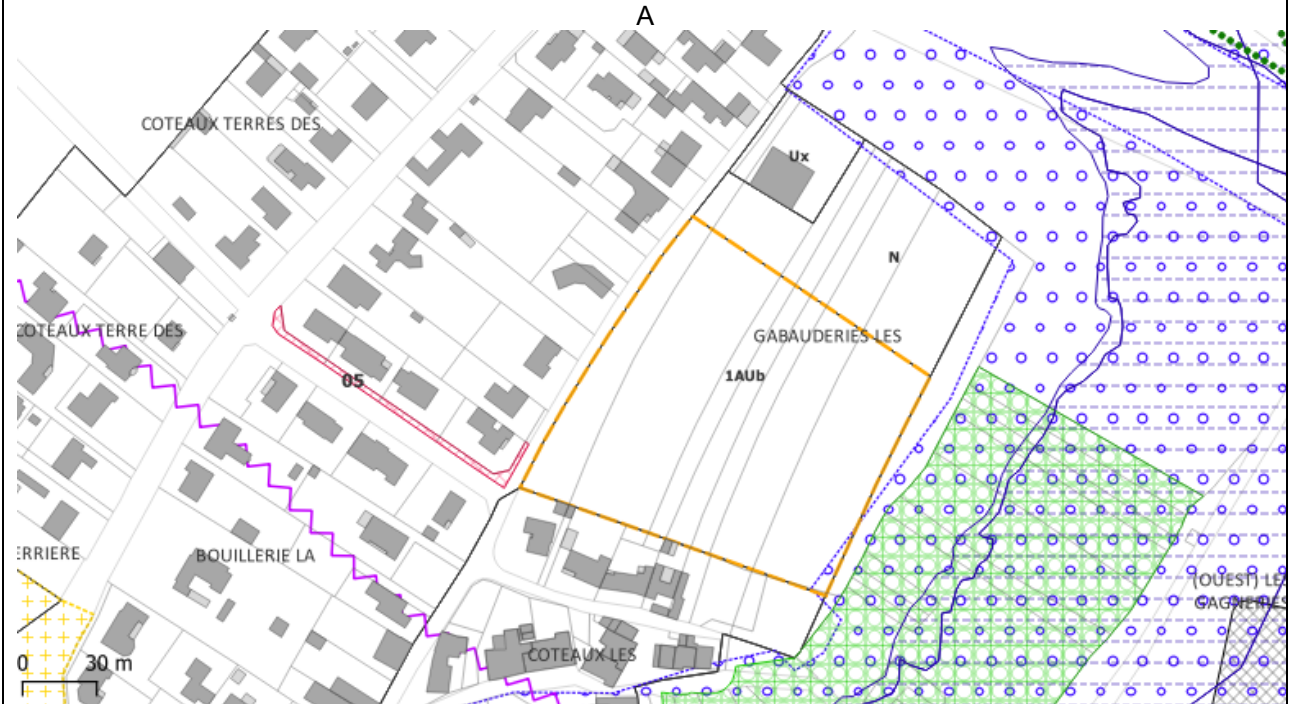 A
COTEAUX TERRES DES
Ux
N
COTEAUX TERRE DES
GABAUDERIES LES
05
1AUb
ERRIERE
BOUILLERIE LA
(OUEST) LE
GAGNERIES
COTEAUX LES
0 30 m